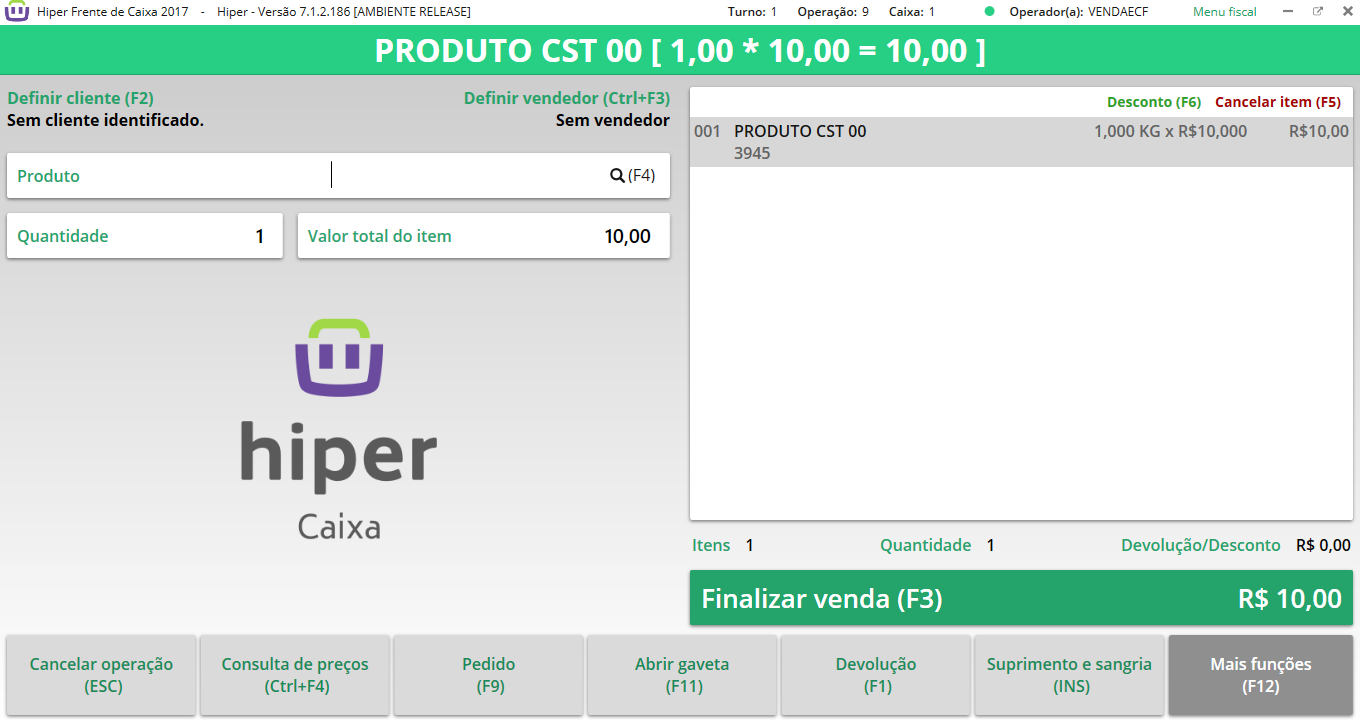 Hiper Frente de Caixa 2017 - Hiper - Versão 7.1.2.186 [AMBIENTE RELEASE] Turno: 1 Operação: 9 Caixa: 1 Operador(a): VENDAECF Menu fiscal
PRODUTO CST 00 [ 1,00 * 10,00 = 10,00 ]
Definir cliente (F2) Definir vendedor (Ctrl+F3)
Sem cliente identificado. Sem vendedor
Produto (F4)
Quantidade 1 Valor total do item 10,00
hiper
Caixa
Desconto (F6) Cancelar item (F5)
001 PRODUTO CST 00 1,000 KG x R$10,000 R$10,00
3945
Itens 1 Quantidade 1 Devolução/Desconto R$ 0,00
Finalizar venda (F3) R$ 10,00
Cancelar operação
(ESC)
Consulta de preços
(Ctrl+F4)
Pedido
(F9)
Abrir gaveta
(F11)
Devolução
(F1)
Suprimento e sangria
(INS)
Mais funções
(F12)